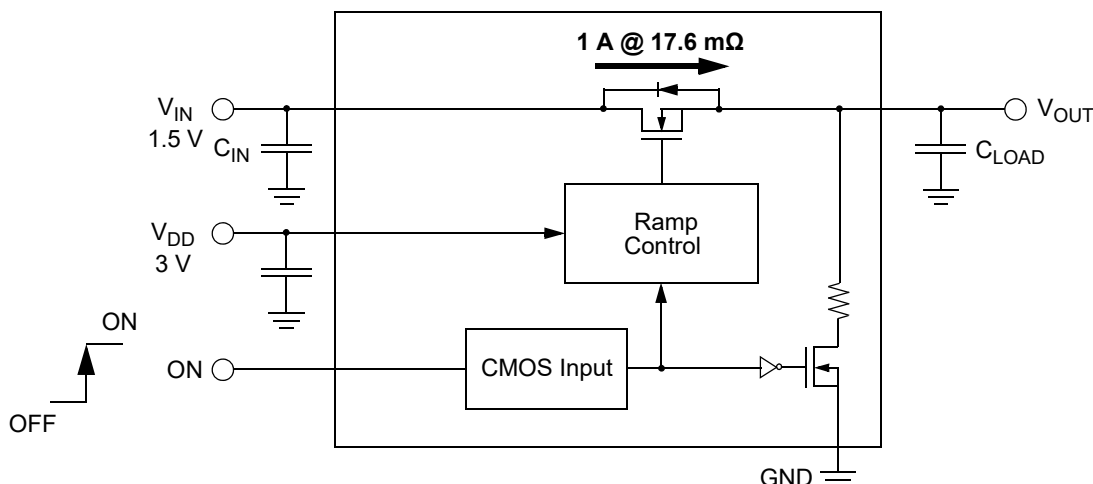 1 A @ 17.6 mΩ
VIN
1.5 V
CIN
VOUT
CLOAD
Ramp
Control
VDD
3 V
ON
ON
CMOS Input
OFF
GND